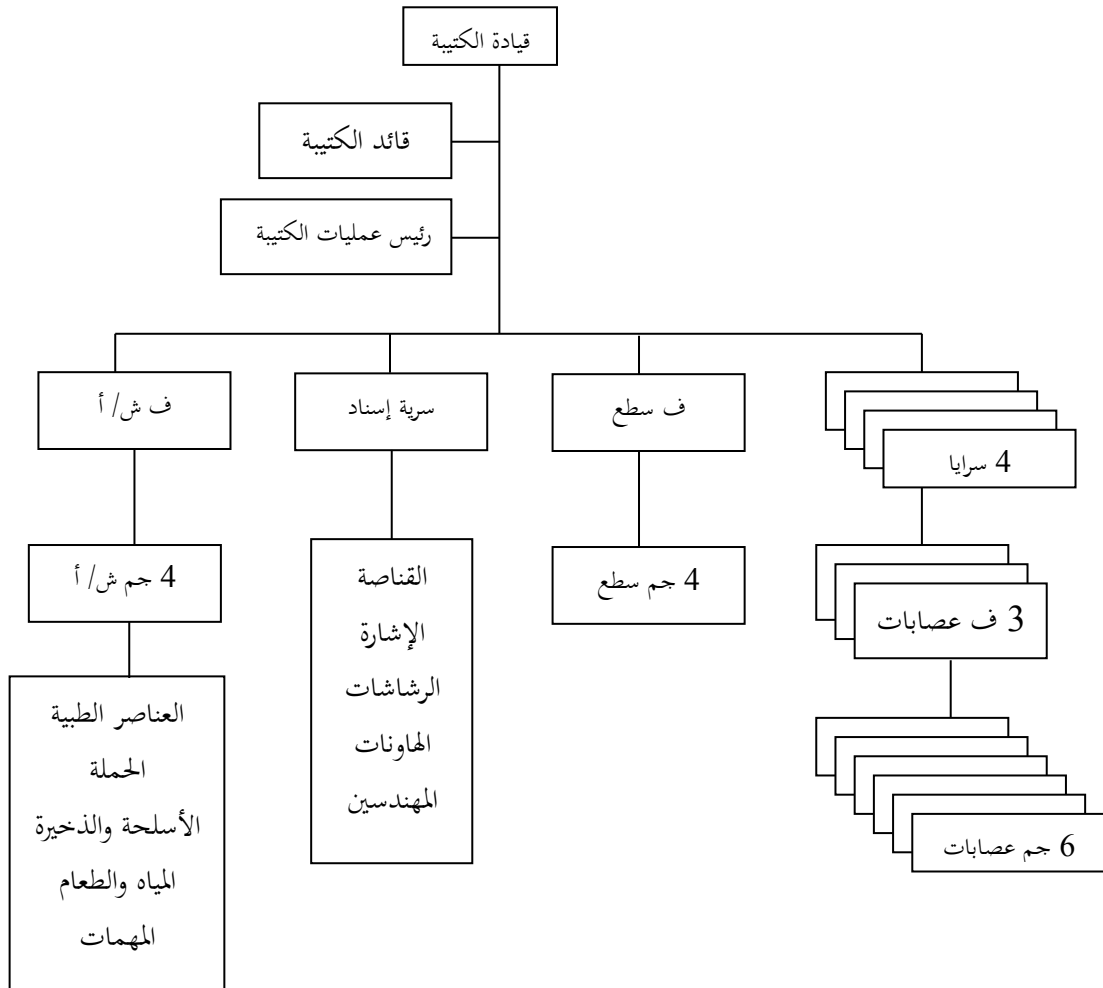 قيادة الكتيبة
قائد الكتيبة
رئيس عمليات الكتيبة
4 سرايا
ف سطع
سرية إسناد
ف ش/ أ
3 ف عصابات
4 جم سطع
القناصة
الإشارة
الرشاشات
الهاونات
المهندسين
4 جم ش/ أ
6 جم عصابات
العناصر الطبية
الحملة
الأسلحة والذخيرة
المياه والطعام
المهمات